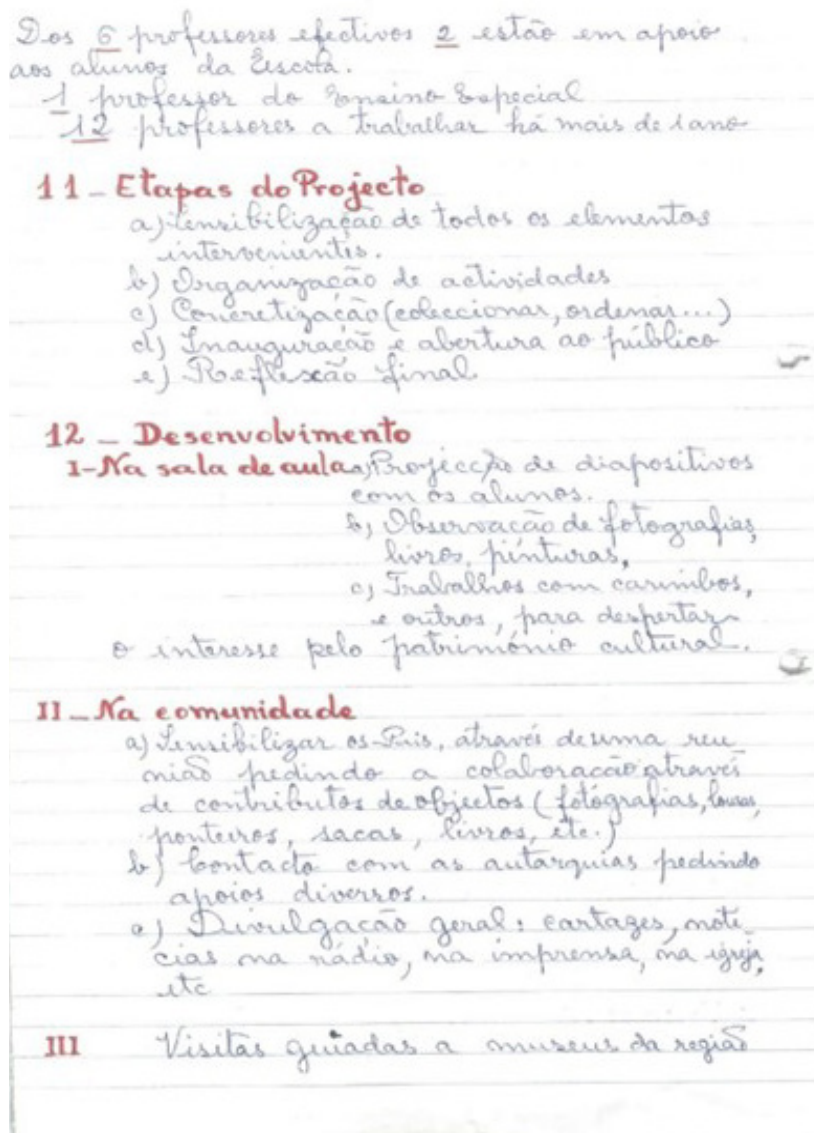 Dos 6 professores efectivos 2 estão em apoio
aos alunos da Escola.
1 professor do Ensino Especial
12 professores a trabalhar há mais de 1 ano
11 - Etapas do Projecto
a) Sensibilização de todos os elementos
intervenientes.
b) Organização de actividades
c) Concretização (coleccionar, ordenar...)
d) Inauguração e abertura ao público
e) Reflexão final
12 - Desenvolvimento
I - Na sala de aula a) Projecção de diapositivos
com os alunos.
b) Observação de fotografias,
livros, pinturas,
c) Trabalhos com carimbos,
e outros, para despertar
o interesse pelo património cultural.
II - Na comunidade
a) Sensibilizar os Pais, através de uma reu
nião pedindo a colaboração através
de contributos de objectos (fotografias, lousas,
ponteiros, sacas, livros, etc.)
b) Contacto com as autarquias pedindo
apoios diversos.
c) Divulgação geral: cartazes, notí
cias na rádio, na imprensa, na igreja,
etc
III Visitas guiadas a museus da região